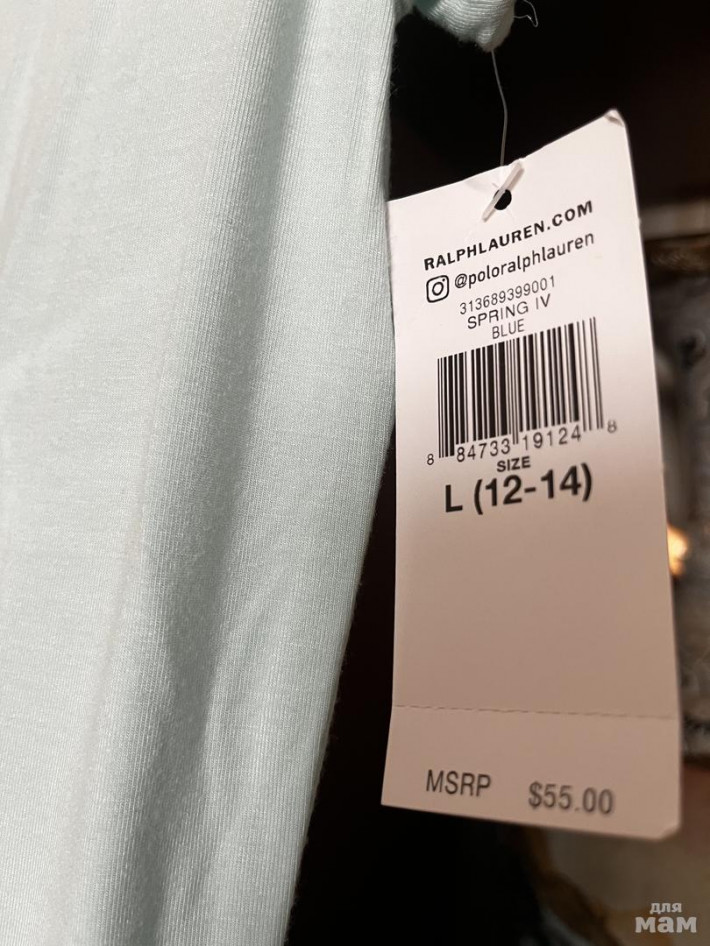 RALPHLAUREN.COM
@poloralphlauren
313689399001
SPRING IV
BLUE
8 84733 19124 8
SIZE
L (12-14)
MSRP $55.00
для
мам